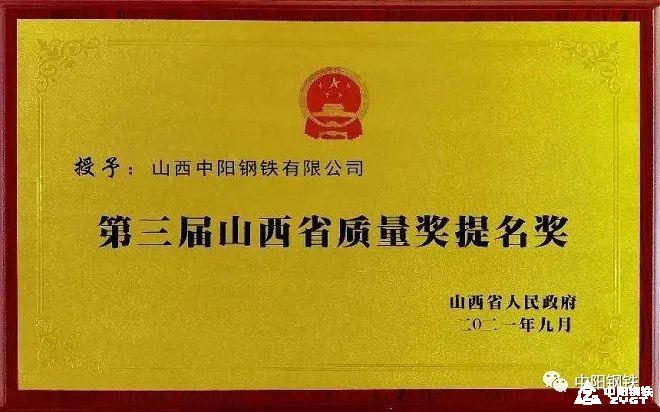 授予：山西中阳钢铁有限公司
第三届山西省质量奖提名奖
山西省人民政府
二〇二一年九月
中阳钢铁
中阳钢铁
ZYGT